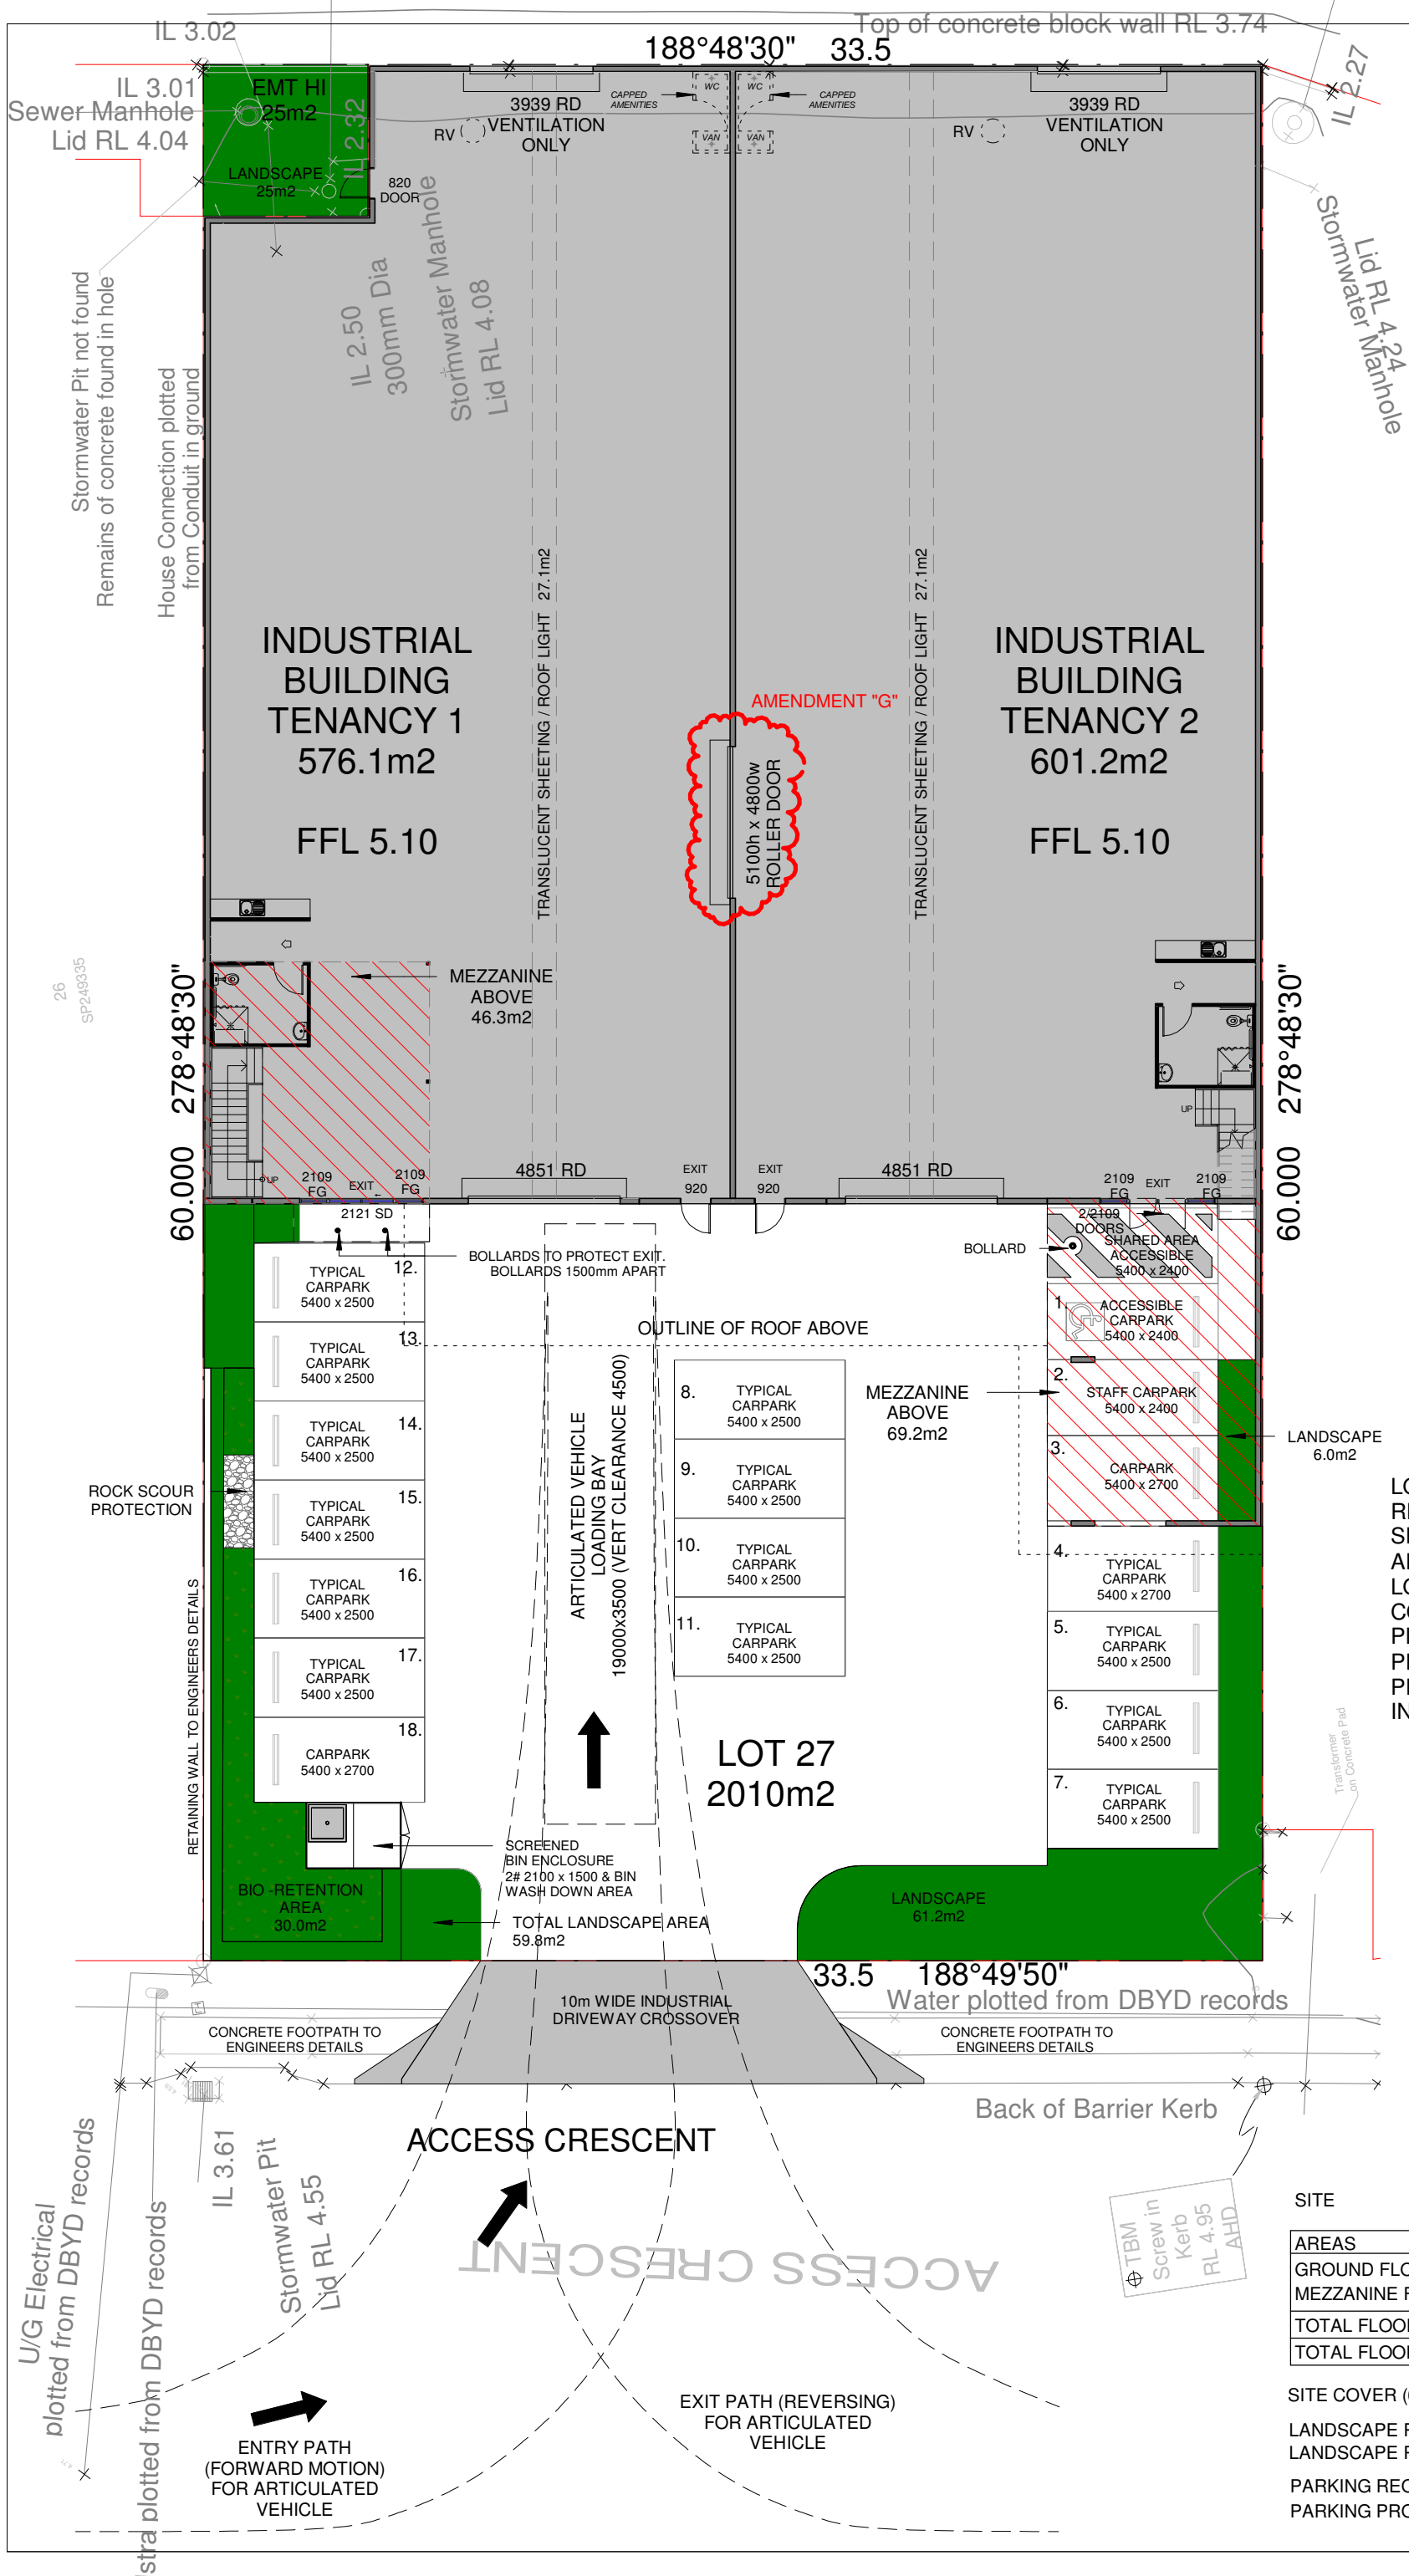 Top of concrete block wall RL 3.74
IL 3.02
188°48'30"
33.5
IL 2.27
IL 3.01
Sewer Manhole
Lid RL 4.04
EMT HI
25m2
IL 2.32
LANDSCAPE
25m2
820
DOOR
RV
3939 RD
VENTILATION
ONLY
CAPPED
AMENITIES
WC
WC
VAN
VAN
CAPPED
AMENITIES
RV
3939 RD
VENTILATION
ONLY
Lid RL 4.24
Stormwater Manhole
Stormwater Pit not found
Remains of concrete found in hole
House Connection plotted
from Conduit in ground
IL 2.50
300mm Dia
Stormwater Manhole
Lid RL 4.08
INDUSTRIAL
BUILDING
TENANCY 1
576.1m2
FFL 5.10
TRANSLUCENT SHEETING / ROOF LIGHT 27.1m2
AMENDMENT "G"
5100h x 4800w
ROLLER DOOR
TRANSLUCENT SHEETING / ROOF LIGHT 27.1m2
INDUSTRIAL
BUILDING
TENANCY 2
601.2m2
FFL 5.10
26
SP249335
60.000 278°48'30"
MEZZANINE
ABOVE
46.3m2
60.000 278°48'30"
UP
UP
2109
FG
EXIT
2109
FG
4851 RD
EXIT
920
EXIT
920
4851 RD
2109
FG
EXIT
2109
FG
2121 SD
2/2109
DOORS
BOLLARDS TO PROTECT EXIT.
BOLLARDS 1500mm APART
BOLLARD
SHARED AREA
ACCESSIBLE
5400 x 2400
OUTLINE OF ROOF ABOVE
12.
TYPICAL
CARPARK
5400 x 2500
13.
TYPICAL
CARPARK
5400 x 2500
14.
TYPICAL
CARPARK
5400 x 2500
15.
TYPICAL
CARPARK
5400 x 2500
16.
TYPICAL
CARPARK
5400 x 2500
17.
TYPICAL
CARPARK
5400 x 2500
18.
CARPARK
5400 x 2700
ROCK SCOUR
PROTECTION
RETAINING WALL TO ENGINEERS DETAILS
ARTICULATED VEHICLE
LOADING BAY
19000x3500 (VERT CLEARANCE 4500)
8.
TYPICAL
CARPARK
5400 x 2500
9.
TYPICAL
CARPARK
5400 x 2500
10.
TYPICAL
CARPARK
5400 x 2500
11.
TYPICAL
CARPARK
5400 x 2500
MEZZANINE
ABOVE
69.2m2
1.
ACCESSIBLE
CARPARK
5400 x 2400
2.
STAFF CARPARK
5400 x 2400
3.
CARPARK
5400 x 2700
4.
TYPICAL
CARPARK
5400 x 2700
5.
TYPICAL
CARPARK
5400 x 2500
6.
TYPICAL
CARPARK
5400 x 2500
7.
TYPICAL
CARPARK
5400 x 2500
LANDSCAPE
6.0m2
LOT 27
2010m2
Transformer
on Concrete Pad
SCREENED
BIN ENCLOSURE
2# 2100 x 1500 & BIN
WASH DOWN AREA
BIO -RETENTION
AREA
30.0m2
TOTAL LANDSCAPE AREA
59.8m2
LANDSCAPE
61.2m2
33.5
188°49'50"
10m WIDE INDUSTRIAL
DRIVEWAY CROSSOVER
Water plotted from DBYD records
CONCRETE FOOTPATH TO
ENGINEERS DETAILS
CONCRETE FOOTPATH TO
ENGINEERS DETAILS
Back of Barrier Kerb
ACCESS CRESCENT
U/G Electrical
plotted from DBYD records
stra plotted from DBYD records
IL 3.61
Stormwater Pit
Lid RL 4.55
ACCESS CRESCENT
TBM
Screw in
Kerb
RL 4.95
AHD
ENTRY PATH
(FORWARD MOTION)
FOR ARTICULATED
VEHICLE
EXIT PATH (REVERSING)
FOR ARTICULATED
VEHICLE
SITE
AREAS
GROUND FLO
MEZZANINE
TOTAL FLOO
TOTAL FLOO
SITE COVER (
LANDSCAPE
LANDSCAPE
PARKING REQ
PARKING PRO